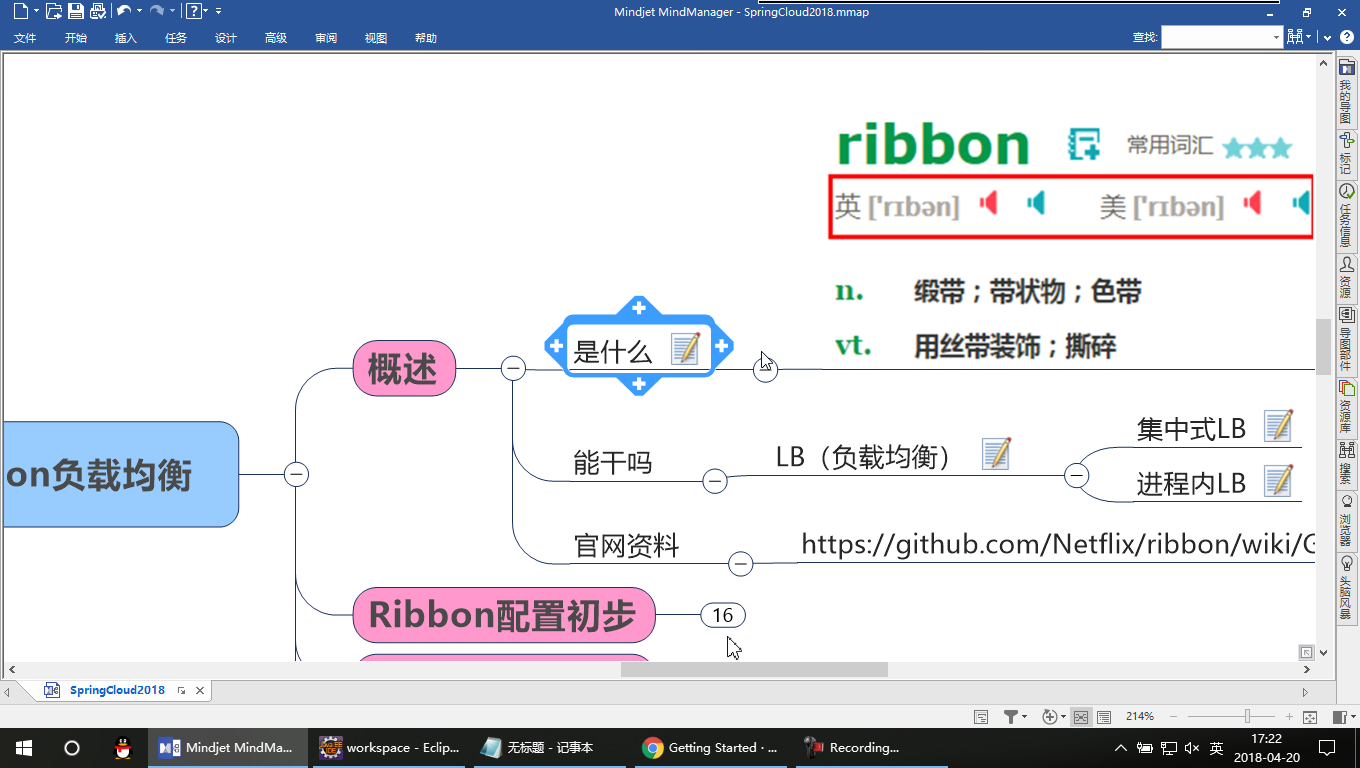 Mindjet MindManager - SpringCloud2018.mmap
文件 开始 插入 任务 设计 高级 审阅 视图 帮助 查找:
ribbon 常用词汇
英 ['rɪbən] 美 ['rɪbən]
n. 缎带；带状物；色带
vt. 用丝带装饰；撕碎
是什么
概述
集中式LB
能干吗
LB（负载均衡）
on负载均衡
进程内LB
官网资料
https://github.com/Netflix/ribbon/wiki/G
Ribbon配置初步
16
我的导图
标记
任务信息
资源
导图部件
资源库
搜索
浏览器
头脑风暴
SpringCloud2018
214%
Mindjet MindMa...
workspace - Eclip...
无标题 - 记事本
Getting Started · ...
Recording...
英
17:22
2018-04-20